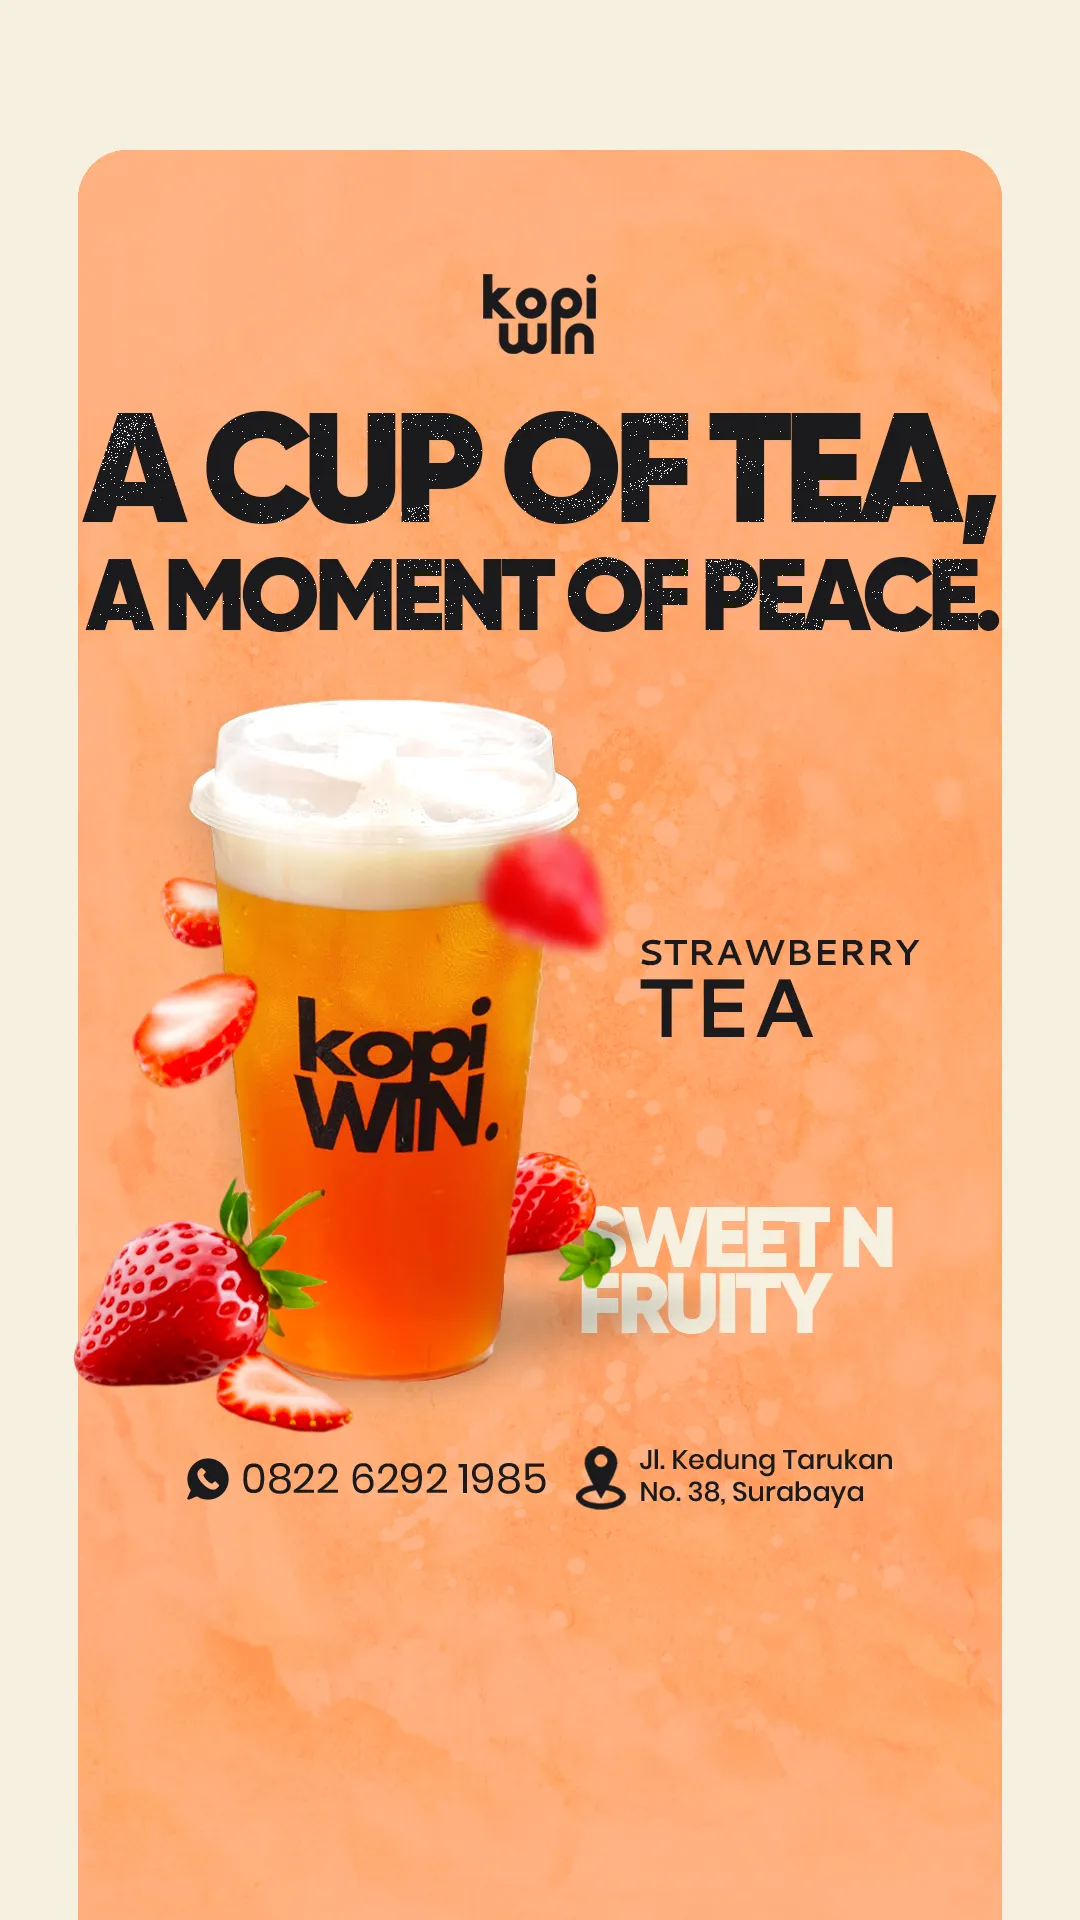 kopi
win
A CUP OF TEA,
A MOMENT OF PEACE.
kopi
WIN.
STRAWBERRY
TEA
SWEET N
FRUITY
0822 6292 1985
Jl. Kedung Tarukan
No. 38, Surabaya